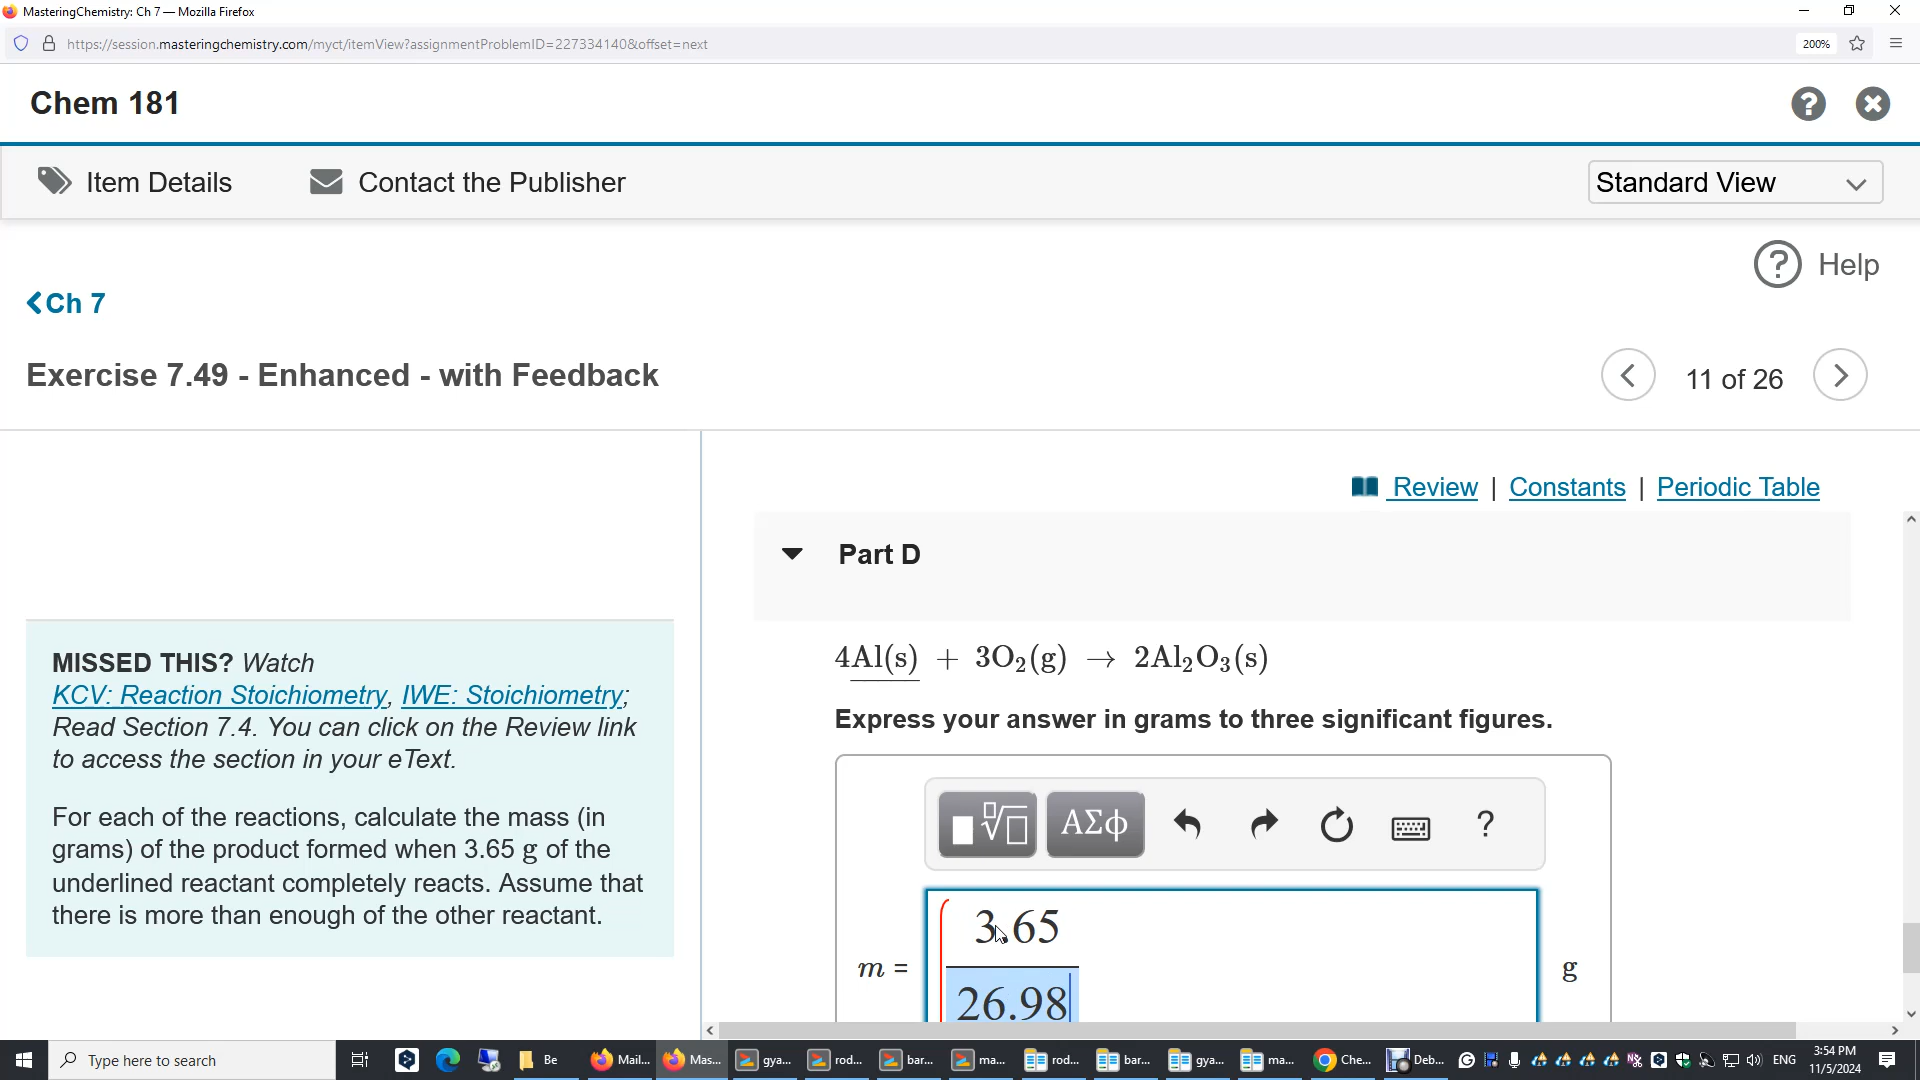 MasteringChemistry: Ch 7 — Mozilla Firefox
https://session.masteringchemistry.com/myct/itemView?assignmentProblemID=227334140&offset=next
200%
Chem 181
Item Details
Contact the Publisher
Standard View
Help
Ch 7
Exercise 7.49 - Enhanced - with Feedback
11 of 26
Review | Constants | Periodic Table
Part D
4Al(s) + 3O₂(g) → 2Al₂O₃(s)
Express your answer in grams to three significant figures.
ΑΣφ
?
m =
3.65
26.98
g
MISSED THIS? Watch
KCV: Reaction Stoichiometry, IWE: Stoichiometry;
Read Section 7.4. You can click on the Review link
to access the section in your eText.
For each of the reactions, calculate the mass (in
grams) of the product formed when 3.65 g of the
underlined reactant completely reacts. Assume that
there is more than enough of the other reactant.
Type here to search
Be
Mail...
Mas...
gya...
rod...
bar...
ma...
rod...
bar...
gya...
ma...
Che...
Deb...
ENG
3:54 PM
11/5/2024